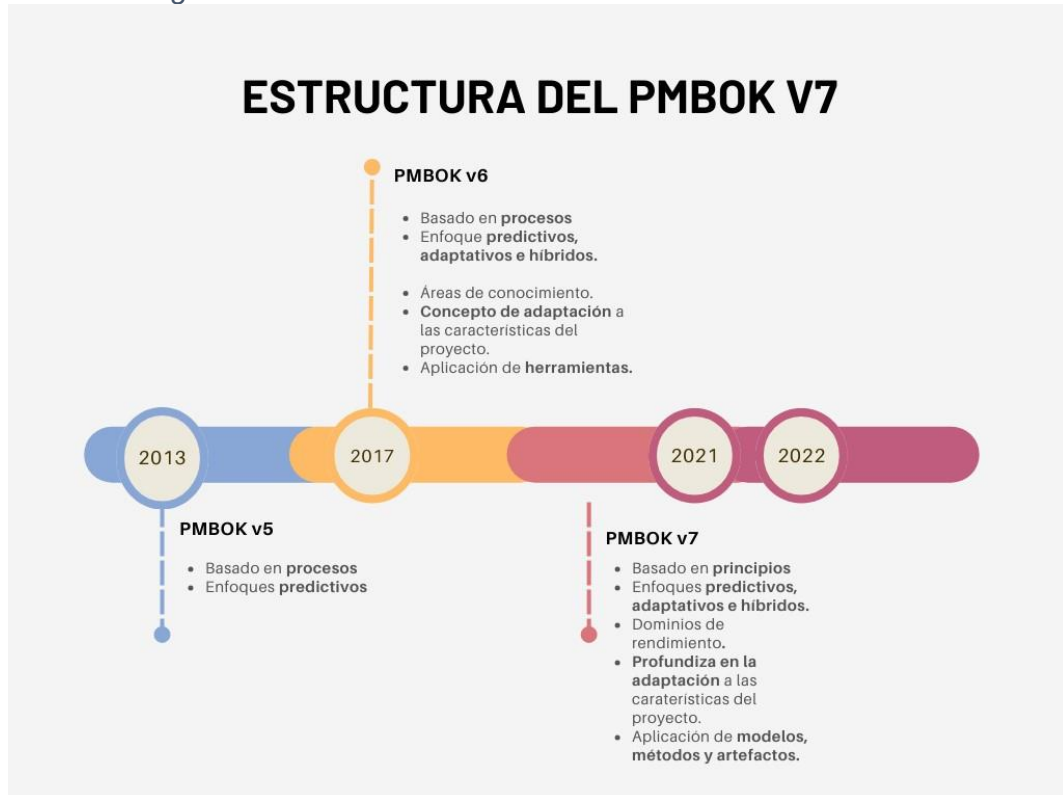 ESTRUCTURA DEL PMBOK V7
PMBOK v6
• Basado en procesos
• Enfoque predictivos,
adaptativos e híbridos.
• Áreas de conocimiento.
• Concepto de adaptación a
las características del
proyecto.
• Aplicación de herramientas.
2013
2017
2021
2022
PMBOK v5
• Basado en procesos
• Enfoques predictivos
PMBOK v7
• Basado en principios
• Enfoques predictivos,
adaptativos e híbridos.
• Dominios de
rendimiento.
• Profundiza en la
adaptación a las
caraterísticas del
proyecto.
• Aplicación de modelos,
métodos y artefactos.